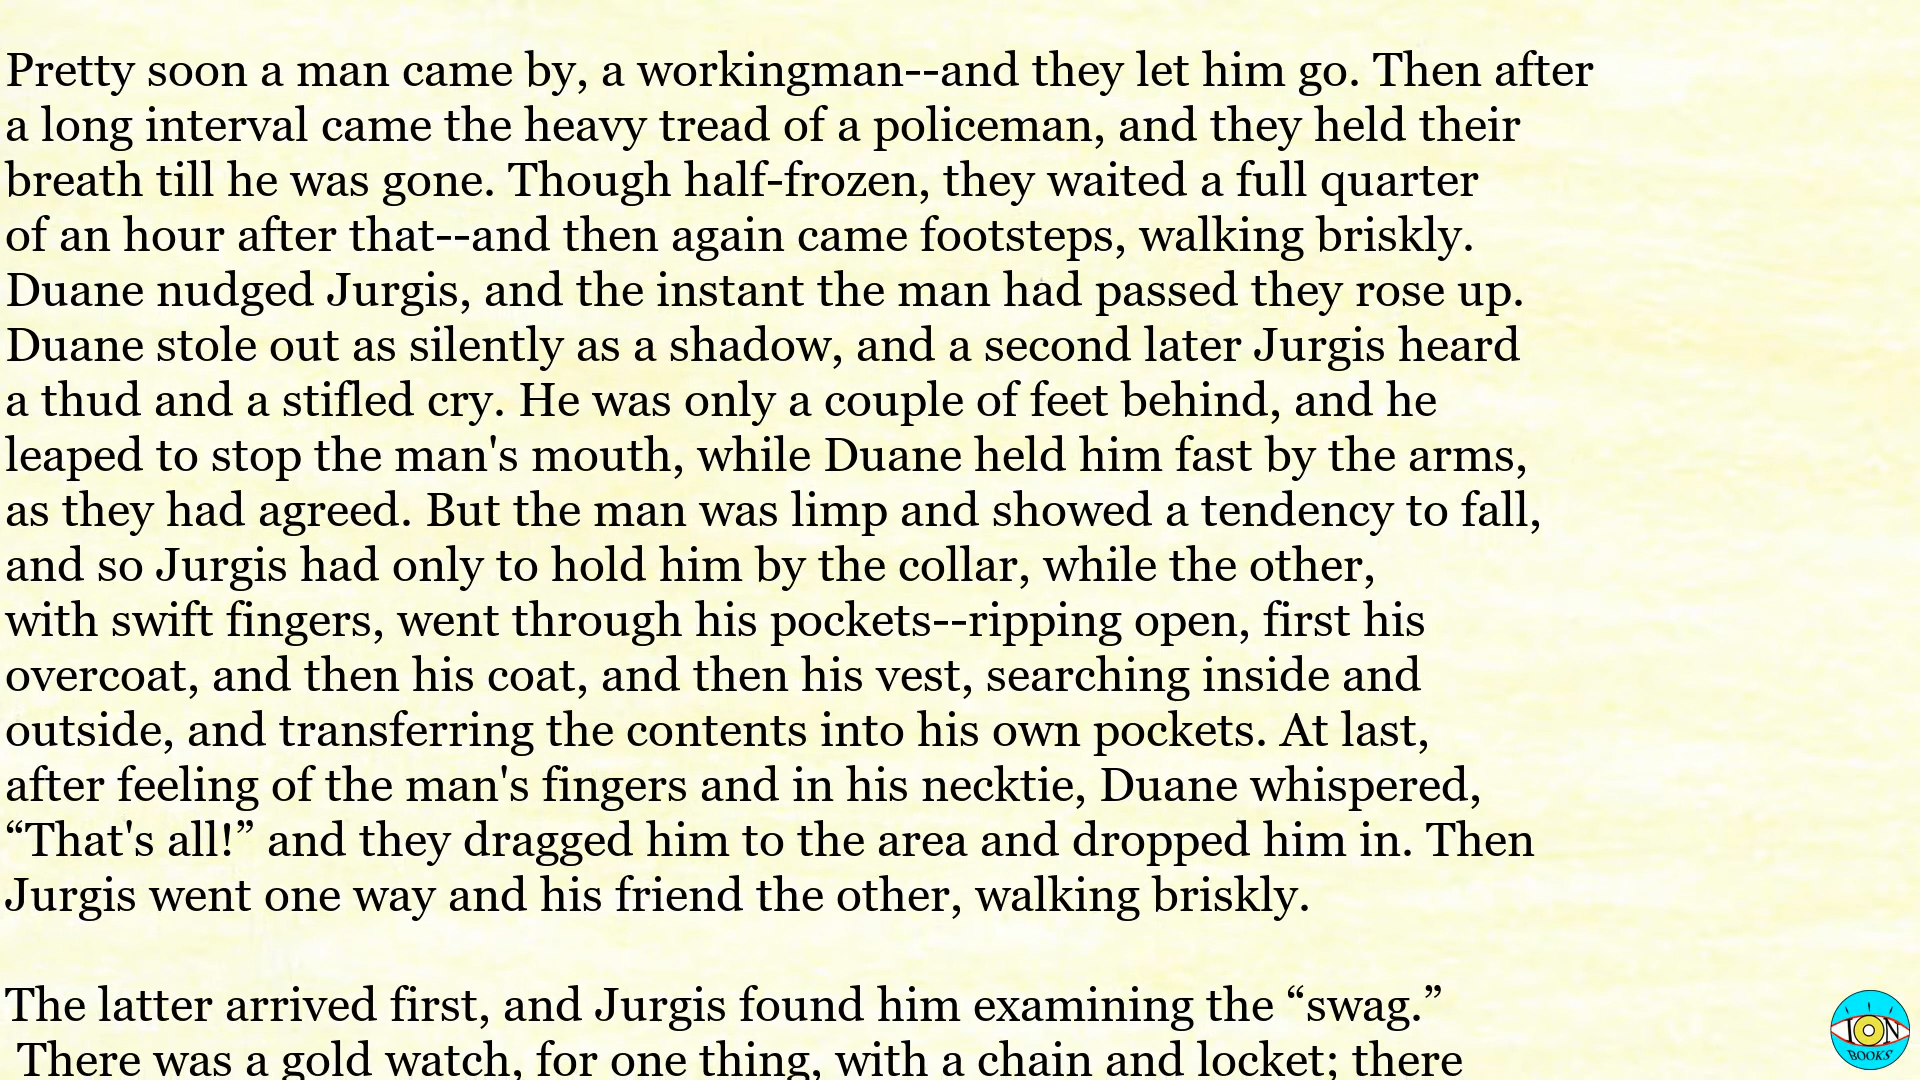 Pretty soon a man came by, a workingman--and they let him go. Then after
a long interval came the heavy tread of a policeman, and they held their
breath till he was gone. Though half-frozen, they waited a full quarter
of an hour after that--and then again came footsteps, walking briskly.
Duane nudged Jurgis, and the instant the man had passed they rose up.
Duane stole out as silently as a shadow, and a second later Jurgis heard
a thud and a stifled cry. He was only a couple of feet behind, and he
leaped to stop the man's mouth, while Duane held him fast by the arms,
as they had agreed. But the man was limp and showed a tendency to fall,
and so Jurgis had only to hold him by the collar, while the other,
with swift fingers, went through his pockets--ripping open, first his
overcoat, and then his coat, and then his vest, searching inside and
outside, and transferring the contents into his own pockets. At last,
after feeling of the man's fingers and in his necktie, Duane whispered,
“That's all!” and they dragged him to the area and dropped him in. Then
Jurgis went one way and his friend the other, walking briskly.
The latter arrived first, and Jurgis found him examining the “swag.”
There was a gold watch, for one thing, with a chain and locket; there
ION
BOOKS